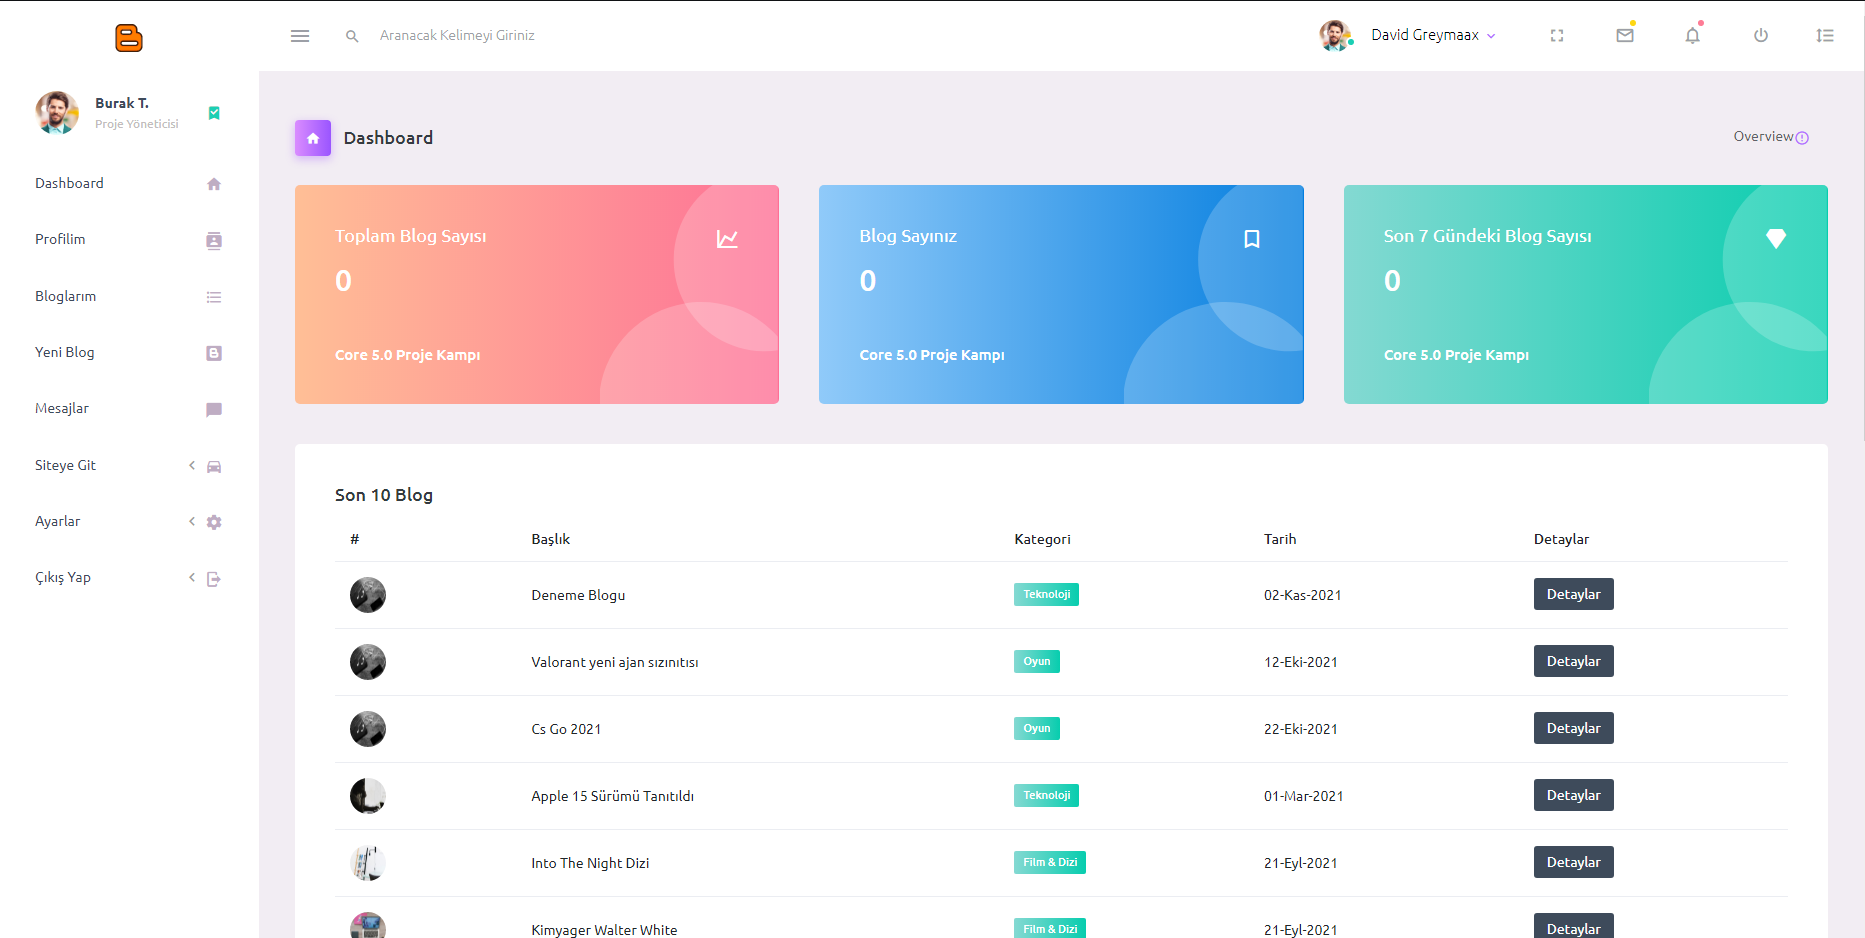 Aranacak Kelimeyi Giriniz
David Greymaax
Burak T.
Proje Yöneticisi
Dashboard
Profilim
Bloglarım
Yeni Blog
Mesajlar
Siteye Git
Ayarlar
Çıkış Yap
Dashboard
Overview
Toplam Blog Sayısı
0
Core 5.0 Proje Kampı
Blog Sayınız
0
Core 5.0 Proje Kampı
Son 7 Gündeki Blog Sayısı
0
Core 5.0 Proje Kampı
Son 10 Blog
# Başlık Kategori Tarih Detaylar
Deneme Blogu Teknoloji 02-Kas-2021 Detaylar
Valorant yeni ajan sızınıtısı Oyun 12-Eki-2021 Detaylar
Cs Go 2021 Oyun 22-Eki-2021 Detaylar
Apple 15 Sürümü Tanıtıldı Teknoloji 01-Mar-2021 Detaylar
Into The Night Dizi Film & Dizi 21-Eyl-2021 Detaylar
Kimyager Walter White Film & Dizi 21-Eyl-2021 Detaylar